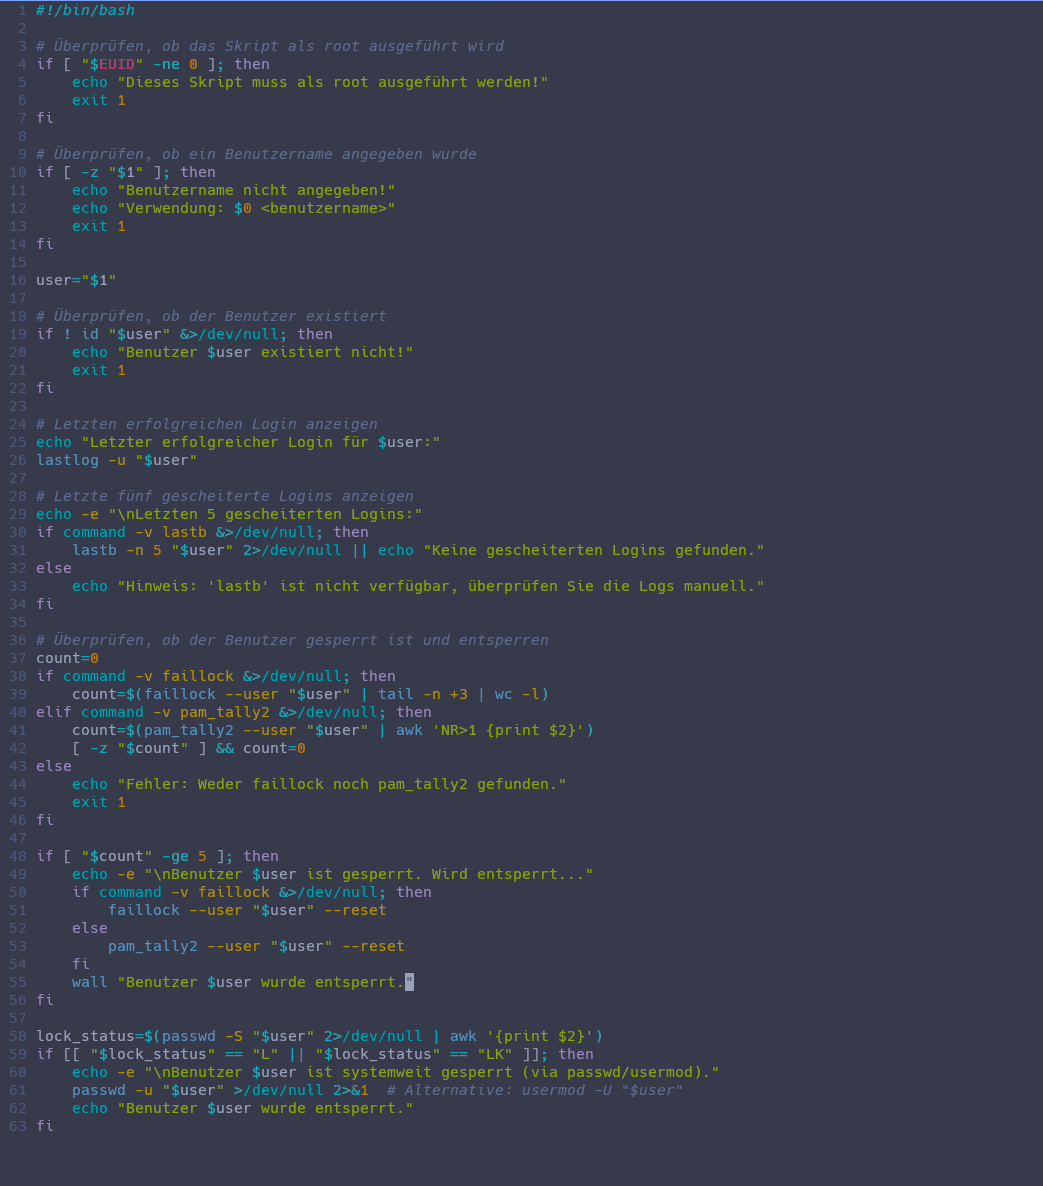 1 #!/bin/bash
2
3 # Überprüfen, ob das Skript als root ausgeführt wird
4 if [ "$EUID" -ne 0 ]; then
5     echo "Dieses Skript muss als root ausgeführt werden!"
6     exit 1
7 fi
8
9 # Überprüfen, ob ein Benutzername angegeben wurde
10 if [ -z "$1" ]; then
11     echo "Benutzername nicht angegeben!"
12     echo "Verwendung: $0 <benutzername>"
13     exit 1
14 fi
15
16 user="$1"
17
18 # Überprüfen, ob der Benutzer existiert
19 if ! id "$user" &>/dev/null; then
20     echo "Benutzer $user existiert nicht!"
21     exit 1
22 fi
23
24 # Letzten erfolgreichen Login anzeigen
25 echo "Letzter erfolgreicher Login für $user:"
26 lastlog -u "$user"
27
28 # Letzte fünf gescheiterte Logins anzeigen
29 echo -e "\nLetzten 5 gescheiterten Logins:"
30 if command -v lastb &>/dev/null; then
31     lastb -n 5 "$user" 2>/dev/null || echo "Keine gescheiterten Logins gefunden."
32 else
33     echo "Hinweis: 'lastb' ist nicht verfügbar, überprüfen Sie die Logs manuell."
34 fi
35
36 # Überprüfen, ob der Benutzer gesperrt ist und entsperren
37 count=0
38 if command -v faillock &>/dev/null; then
39     count=$(faillock --user "$user" | tail -n +3 | wc -l)
40 elif command -v pam_tally2 &>/dev/null; then
41     count=$(pam_tally2 --user "$user" | awk 'NR>1 {print $2}')
42     [ -z "$count" ] && count=0
43 else
44     echo "Fehler: Weder faillock noch pam_tally2 gefunden."
45     exit 1
46 fi
47
48 if [ "$count" -ge 5 ]; then
49     echo -e "\nBenutzer $user ist gesperrt. Wird entsperrt..."
50     if command -v faillock &>/dev/null; then
51         faillock --user "$user" --reset
52     else
53         pam_tally2 --user "$user" --reset
54     fi
55     wall "Benutzer $user wurde entsperrt."
56 fi
57
58 lock_status=$(passwd -S "$user" 2>/dev/null | awk '{print $2}')
59 if [[ "$lock_status" == "L" || "$lock_status" == "LK" ]]; then
60     echo -e "\nBenutzer $user ist systemweit gesperrt (via passwd/usermod)."
61     passwd -u "$user" >/dev/null 2>&1  # Alternative: usermod -U "$user"
62     echo "Benutzer $user wurde entsperrt."
63 fi